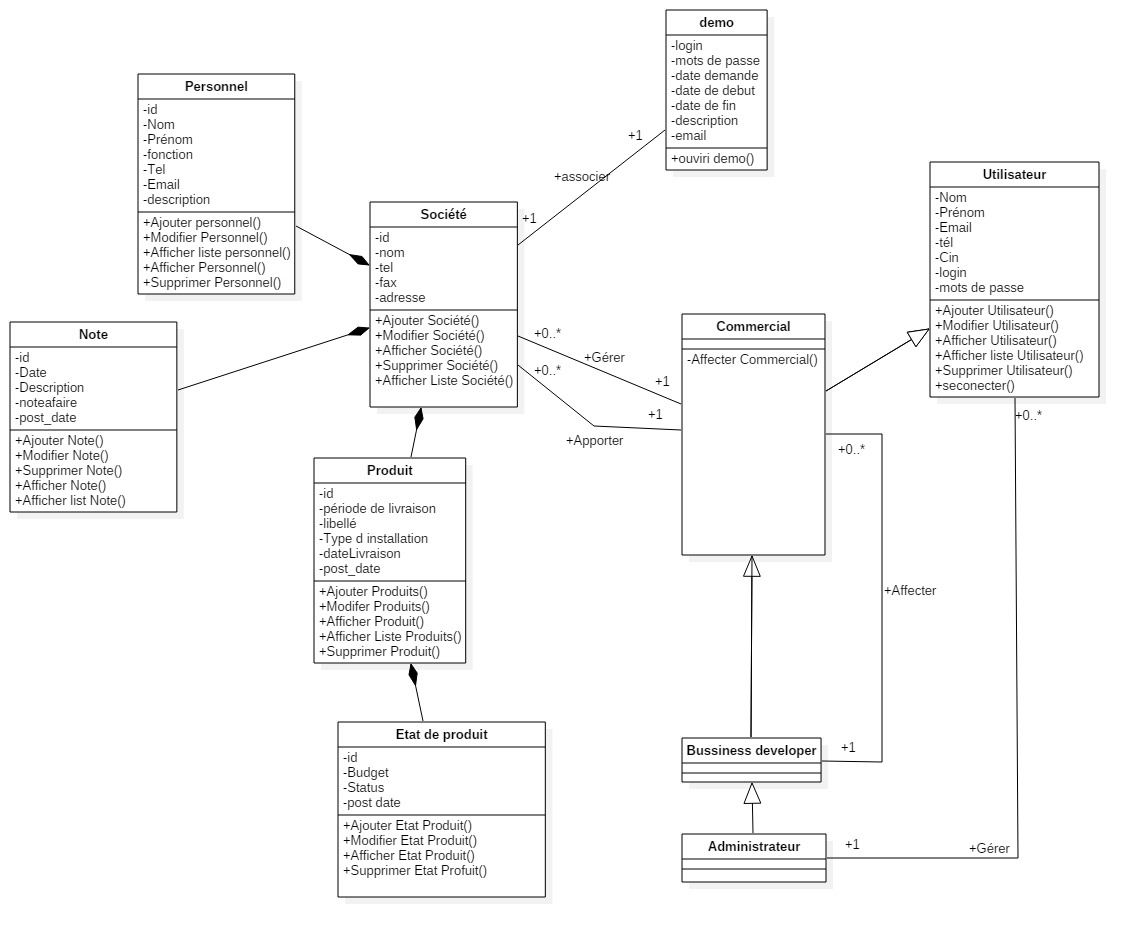 demo
-login
-mots de passe
-date demande
-date de debut
-date de fin
-description
-email
+ouviri demo()
Personnel
-id
-Nom
-Prénom
-fonction
-Tel
-Email
-description
+Ajouter personnel()
+Modifier Personnel()
+Afficher liste personnel()
+Afficher Personnel()
+Supprimer Personnel()
+1
+associer
+1
Utilisateur
-Nom
-Prénom
-Email
-tél
-Cin
-login
-mots de passe
+Ajouter Utilisateur()
+Modifier Utilisateur()
+Afficher Utilisateur()
+Afficher liste Utilisateur()
+Supprimer Utilisateur()
+seconecter()
Société
-id
-nom
-tel
-fax
-adresse
+Ajouter Société()
+Modifier Société()
+Afficher Société()
+Supprimer Société()
+Afficher Liste Société()
Note
-id
-Date
-Description
-noteafaire
-post_date
+Ajouter Note()
+Modifier Note()
+Supprimer Note()
+Afficher Note()
+Afficher list Note()
+0..*
+Gérer
+1
+0..*
+1
+Apporter
Commercial
-Affecter Commercial()
+0..*
+0..*
+Affecter
+1
Produit
-id
-période de livraison
-libellé
-Type d installation
-dateLivraison
-post_date
+Ajouter Produits()
+Modifer Produits()
+Afficher Produit()
+Afficher Liste Produits()
+Supprimer Produit()
Etat de produit
-id
-Budget
-Status
-post date
+Ajouter Etat Produit()
+Modifier Etat Produit()
+Afficher Etat Produit()
+Supprimer Etat Profuit()
Bussiness developer
Administrateur
+1
+Gérer